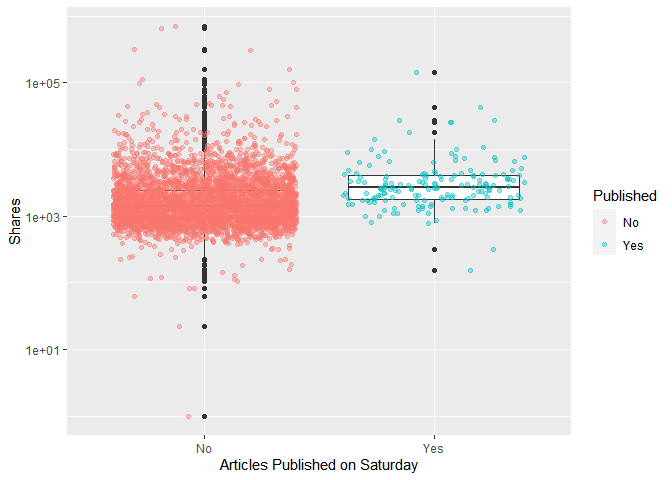 1e+05
1e+03
1e+01
Shares
No
Yes
Articles Published on Saturday
Published
No
Yes